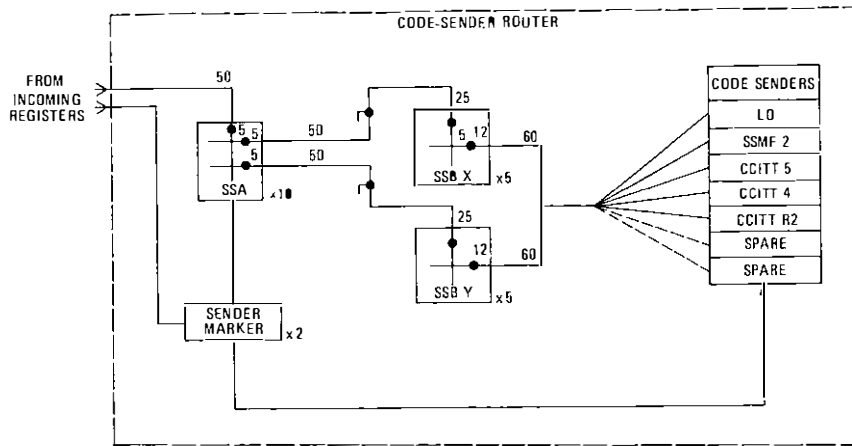 CODE-SENDER ROUTER
FROM
INCOMING
REGISTERS
50
5
5
50
5
50
SSA
x10
25
5
12
60
SSB X
x5
25
12
60
SSB Y
x5
SENDER
MARKER
x2
CODE SENDERS
LO
SSMF 2
CCITT 5
CCITT 4
CCITT R2
SPARE
SPARE